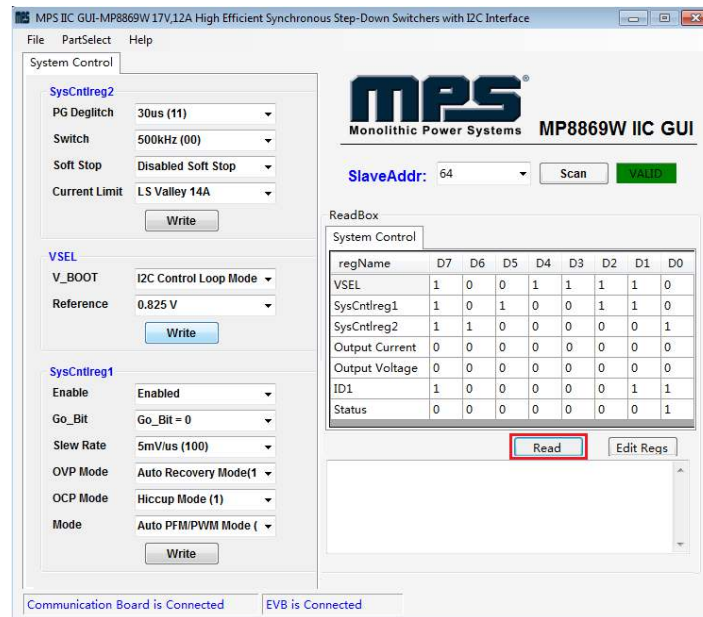 MPS IIC GUI-MP8869W 17V,12A High Efficient Synchronous Step-Down Switchers with I2C Interface
File PartSelect Help
System Control
SysCntlreg2
PG Deglitch 30us (11)
Switch 500kHz (00)
Soft Stop Disabled Soft Stop
Current Limit LS Valley 14A
Write
VSEL
V_BOOT I2C Control Loop Mode
Reference 0.825 V
Write
SysCntlreg1
Enable Enabled
Go_Bit Go_Bit = 0
Slew Rate 5mV/us (100)
OVP Mode Auto Recovery Mode(1
OCP Mode Hiccup Mode (1)
Mode Auto PFM/PWM Mode (
Write
mps®
Monolithic Power Systems MP8869W IIC GUI
SlaveAddr: 64 Scan VALID
ReadBox
System Control
regName D7 D6 D5 D4 D3 D2 D1 D0
VSEL 1 0 0 1 1 1 1 0
SysCntlreg1 1 0 1 0 0 1 1 0
SysCntlreg2 1 1 0 0 0 0 0 1
Output Current 0 0 0 0 0 0 0 0
Output Voltage 0 0 0 0 0 0 0 0
ID1 1 0 0 0 0 0 1 1
Status 0 0 0 0 0 0 0 1
Read Edit Regs
Communication Board is Connected EVB is Connected